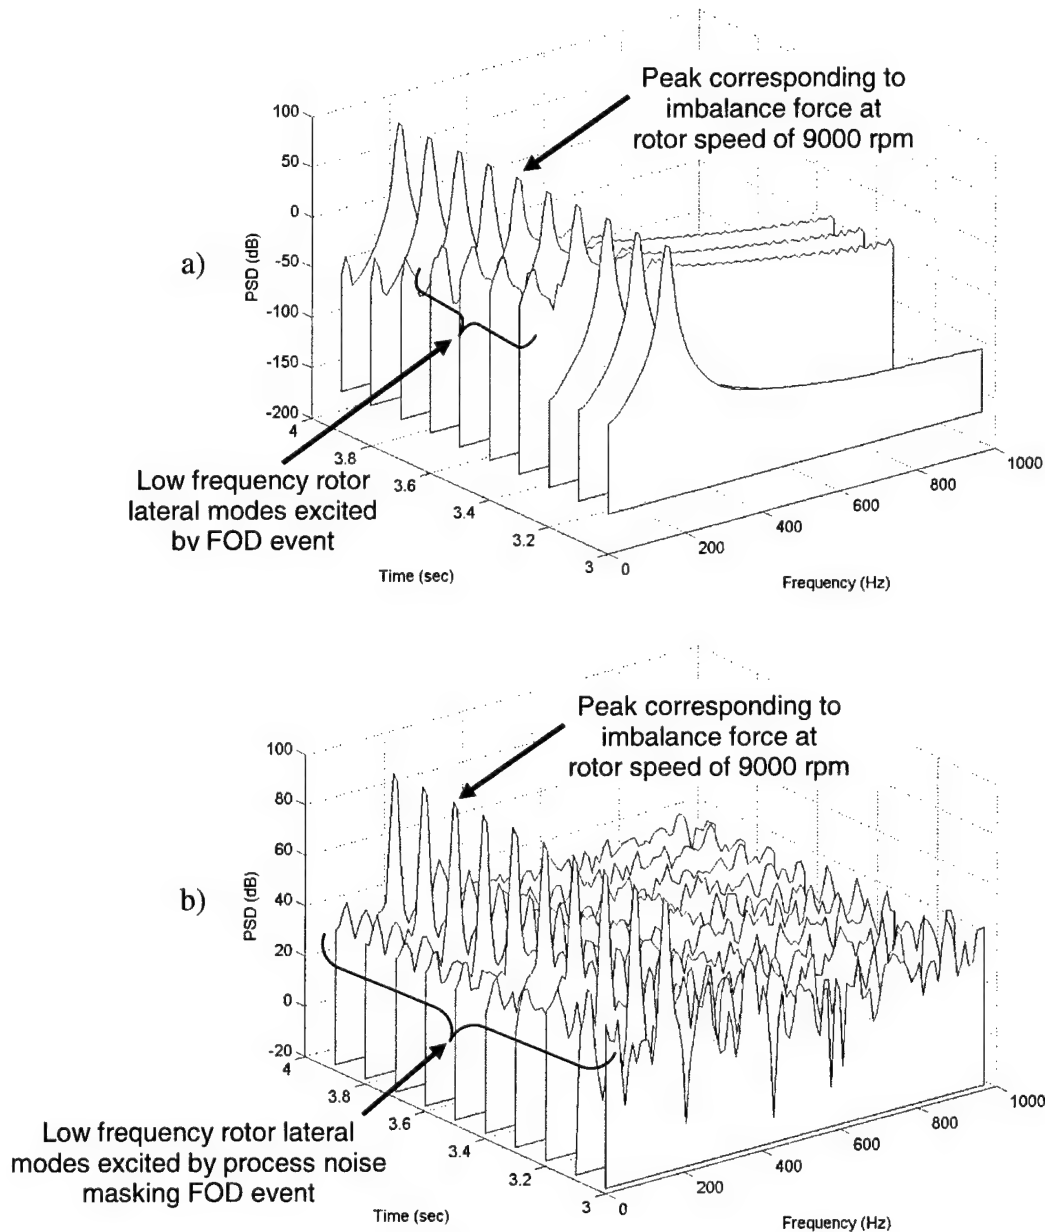 Peak corresponding to
imbalance force at
rotor speed of 9000 rpm
a)
PSD (dB)
100
50
0
-50
-100
-150
-200
4
3.8
3.6
3.4
3.2
3
0
200
400
600
800
1000
Low frequency rotor
lateral modes excited
by FOD event
Time (sec)
Frequency (Hz)
Peak corresponding to
imbalance force at
rotor speed of 9000 rpm
b)
PSD (dB)
100
80
60
40
20
0
-20
4
3.8
3.6
3.4
3.2
3
0
200
400
600
800
1000
Low frequency rotor lateral
modes excited by process noise
masking FOD event
Time (sec)
Frequency (Hz)